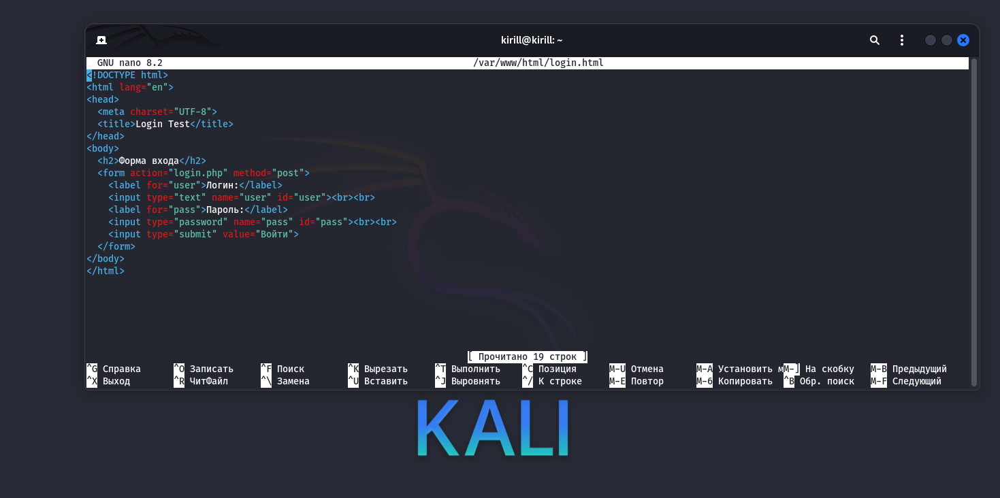 kirill@kirill: ~
GNU nano 8.2 /var/www/html/login.html
<!DOCTYPE html>
<html lang="en">
<head>
  <meta charset="UTF-8">
  <title>Login Test</title>
</head>
<body>
  <h2>Форма входа</h2>
  <form action="login.php" method="post">
    <label for="user">Логин:</label>
    <input type="text" name="user" id="user"><br><br>
    <label for="pass">Пароль:</label>
    <input type="password" name="pass" id="pass"><br><br>
    <input type="submit" value="Войти">
  </form>
</body>
</html>
[ Прочитано 19 строк ]
^G Справка ^O Записать ^F Поиск ^K Вырезать ^T Выполнить ^C Позиция M-U Отмена M-A Установить мM-] На скобку M-B Предыдущий
^X Выход ^R ЧитФайл ^\ Замена ^U Вставить ^J Выровнять ^/ К строке M-E Повтор M-6 Копировать ^B Обр. поиск M-F Следующий
KALI